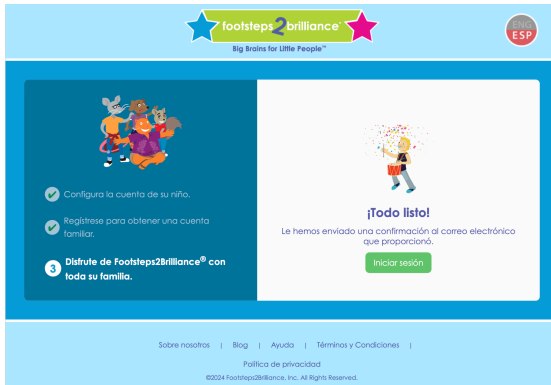 footsteps2brilliance®
Big Brains for Little People™
ENG
ESP
Configura la cuenta de su niño.
Regístrese para obtener una cuenta
familiar.
3 Disfrute de Footsteps2Brilliance® con
toda su familia.
¡Todo listo!
Le hemos enviado una confirmación al correo electrónico
que proporcionó.
Iniciar sesión
Sobre nosotros | Blog | Ayuda | Términos y Condiciones |
Política de privacidad
©2024 Footsteps2Brilliance, Inc. All Rights Reserved.